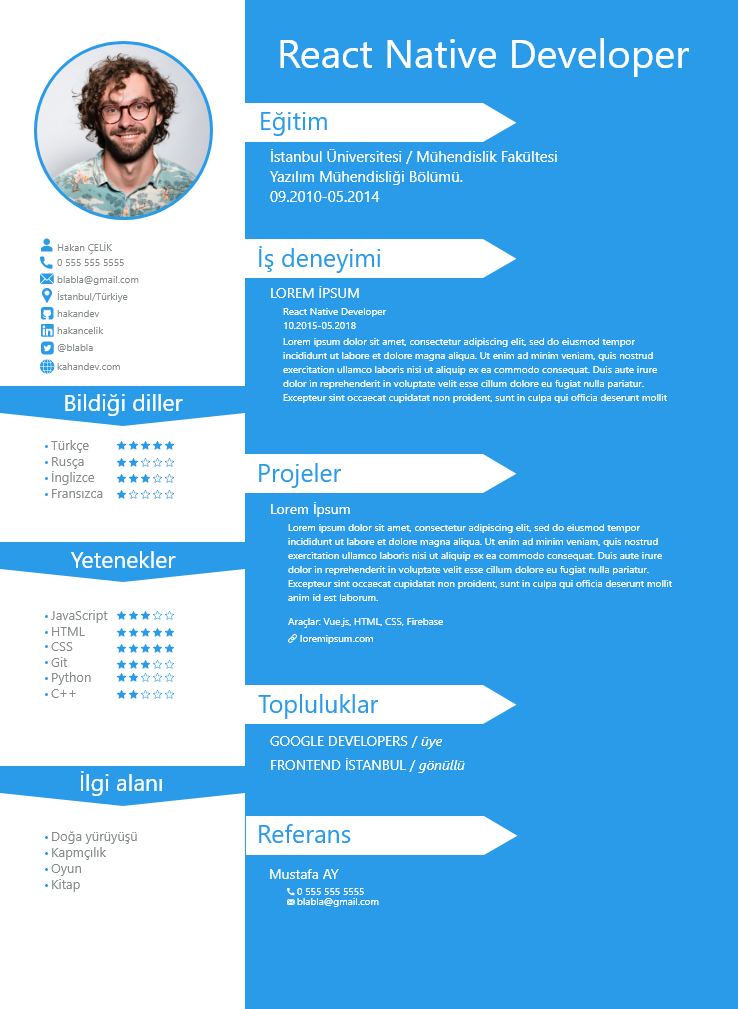 Hakan ÇELİK
0 555 555 5555
blabla@gmail.com
İstanbul/Türkiye
hakandev
hakancelik
@blabla
kahandev.com
Bildiği diller
• Türkçe
• Rusça
• İnglizce
• Fransızca
Yetenekler
• JavaScript
• HTML
• CSS
• Git
• Python
• C++
İlgi alanı
• Doğa yürüyüşü
• Kapmçılık
• Oyun
• Kitap
React Native Developer
Eğitim
İstanbul Üniversitesi / Mühendislik Fakültesi
Yazılım Mühendisliği Bölümü.
09.2010-05.2014
İş deneyimi
LOREM İPSUM
React Native Developer
10.2015-05.2018
Lorem ipsum dolor sit amet, consectetur adipiscing elit, sed do eiusmod tempor
incididunt ut labore et dolore magna aliqua. Ut enim ad minim veniam, quis nostrud
exercitation ullamco laboris nisi ut aliquip ex ea commodo consequat. Duis aute irure
dolor in reprehenderit in voluptate velit esse cillum dolore eu fugiat nulla pariatur.
Excepteur sint occaecat cupidatat non proident, sunt in culpa qui officia deserunt mollit
Projeler
Lorem İpsum
Lorem ipsum dolor sit amet, consectetur adipiscing elit, sed do eiusmod tempor
incididunt ut labore et dolore magna aliqua. Ut enim ad minim veniam, quis nostrud
exercitation ullamco laboris nisi ut aliquip ex ea commodo consequat. Duis aute irure
dolor in reprehenderit in voluptate velit esse cillum dolore eu fugiat nulla pariatur.
Excepteur sint occaecat cupidatat non proident, sunt in culpa qui officia deserunt mollit
anim id est laborum.
Araçlar: Vue.js, HTML, CSS, Firebase
loremipsum.com
Topluluklar
GOOGLE DEVELOPERS / üye
FRONTEND İSTANBUL / gönüllü
Referans
Mustafa AY
0 555 555 5555
blabla@gmail.com